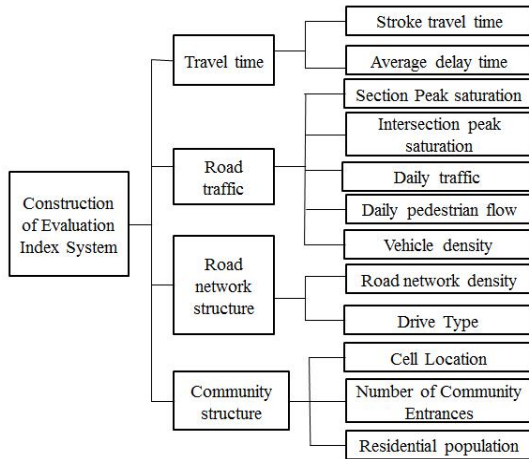 Construction
of Evaluation
Index System
Travel time
Stroke travel time
Average delay time
Road
traffic
Section Peak saturation
Intersection peak
saturation
Daily traffic
Daily pedestrian flow
Vehicle density
Road
network
structure
Road network density
Drive Type
Community
structure
Cell Location
Number of Community
Entrances
Residential population